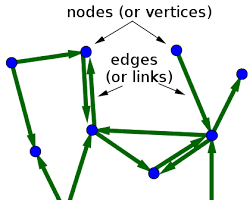 nodes (or vertices)
edges
(or links)